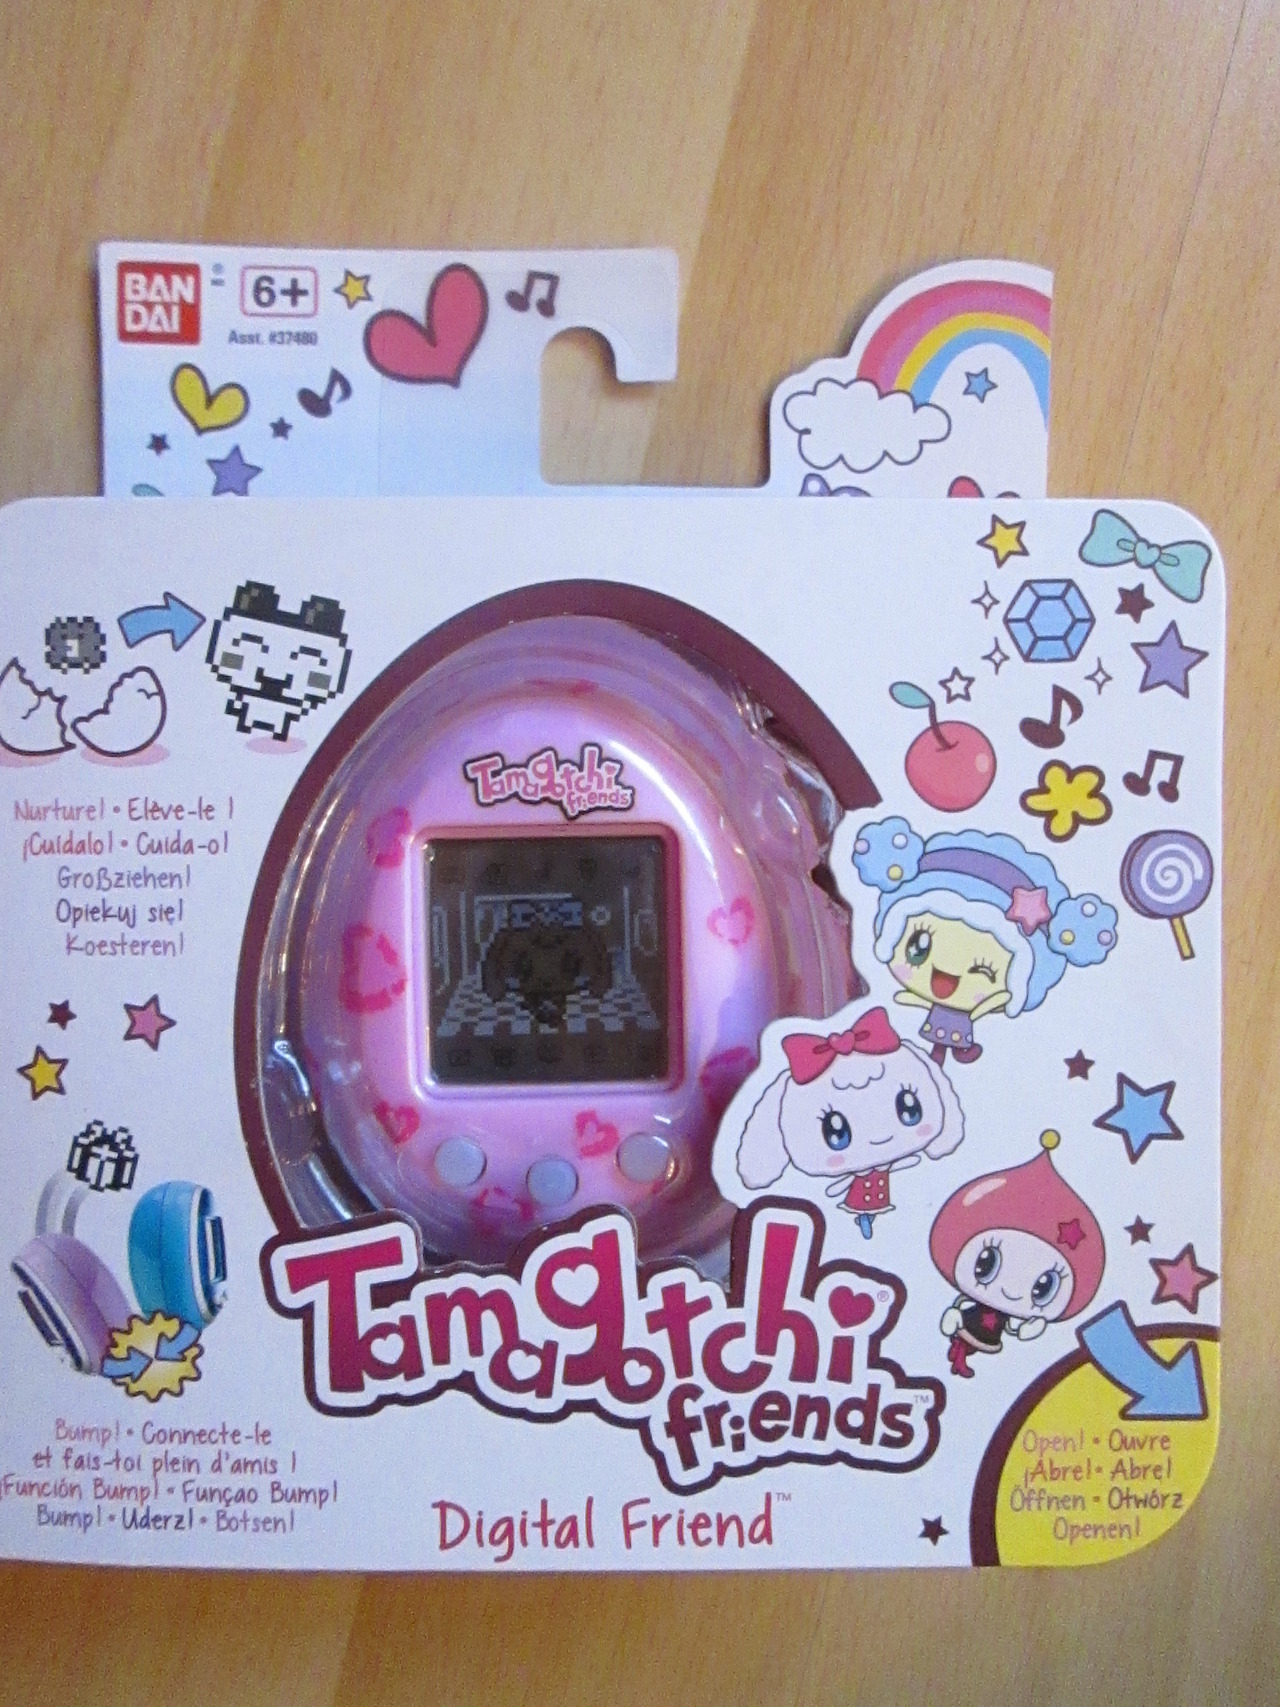 BAN
DAI
®
6+
Asst. #37480
Nurture! • Elève-le !
¡Cuídalo! • Cuida-o!
Großziehen!
Opiekuj się!
Koesteren!
Tamagotchi
friends
Tamagotchi®
friends™
Digital Friend™
Bump! • Connecte-le
et fais-toi plein d'amis !
¡Función Bump! • Funçao Bump!
Bump! • Uderz! • Botsen!
Open! • Ouvre
¡Abre! • Abre!
Öffnen • Otwórz
Openen!